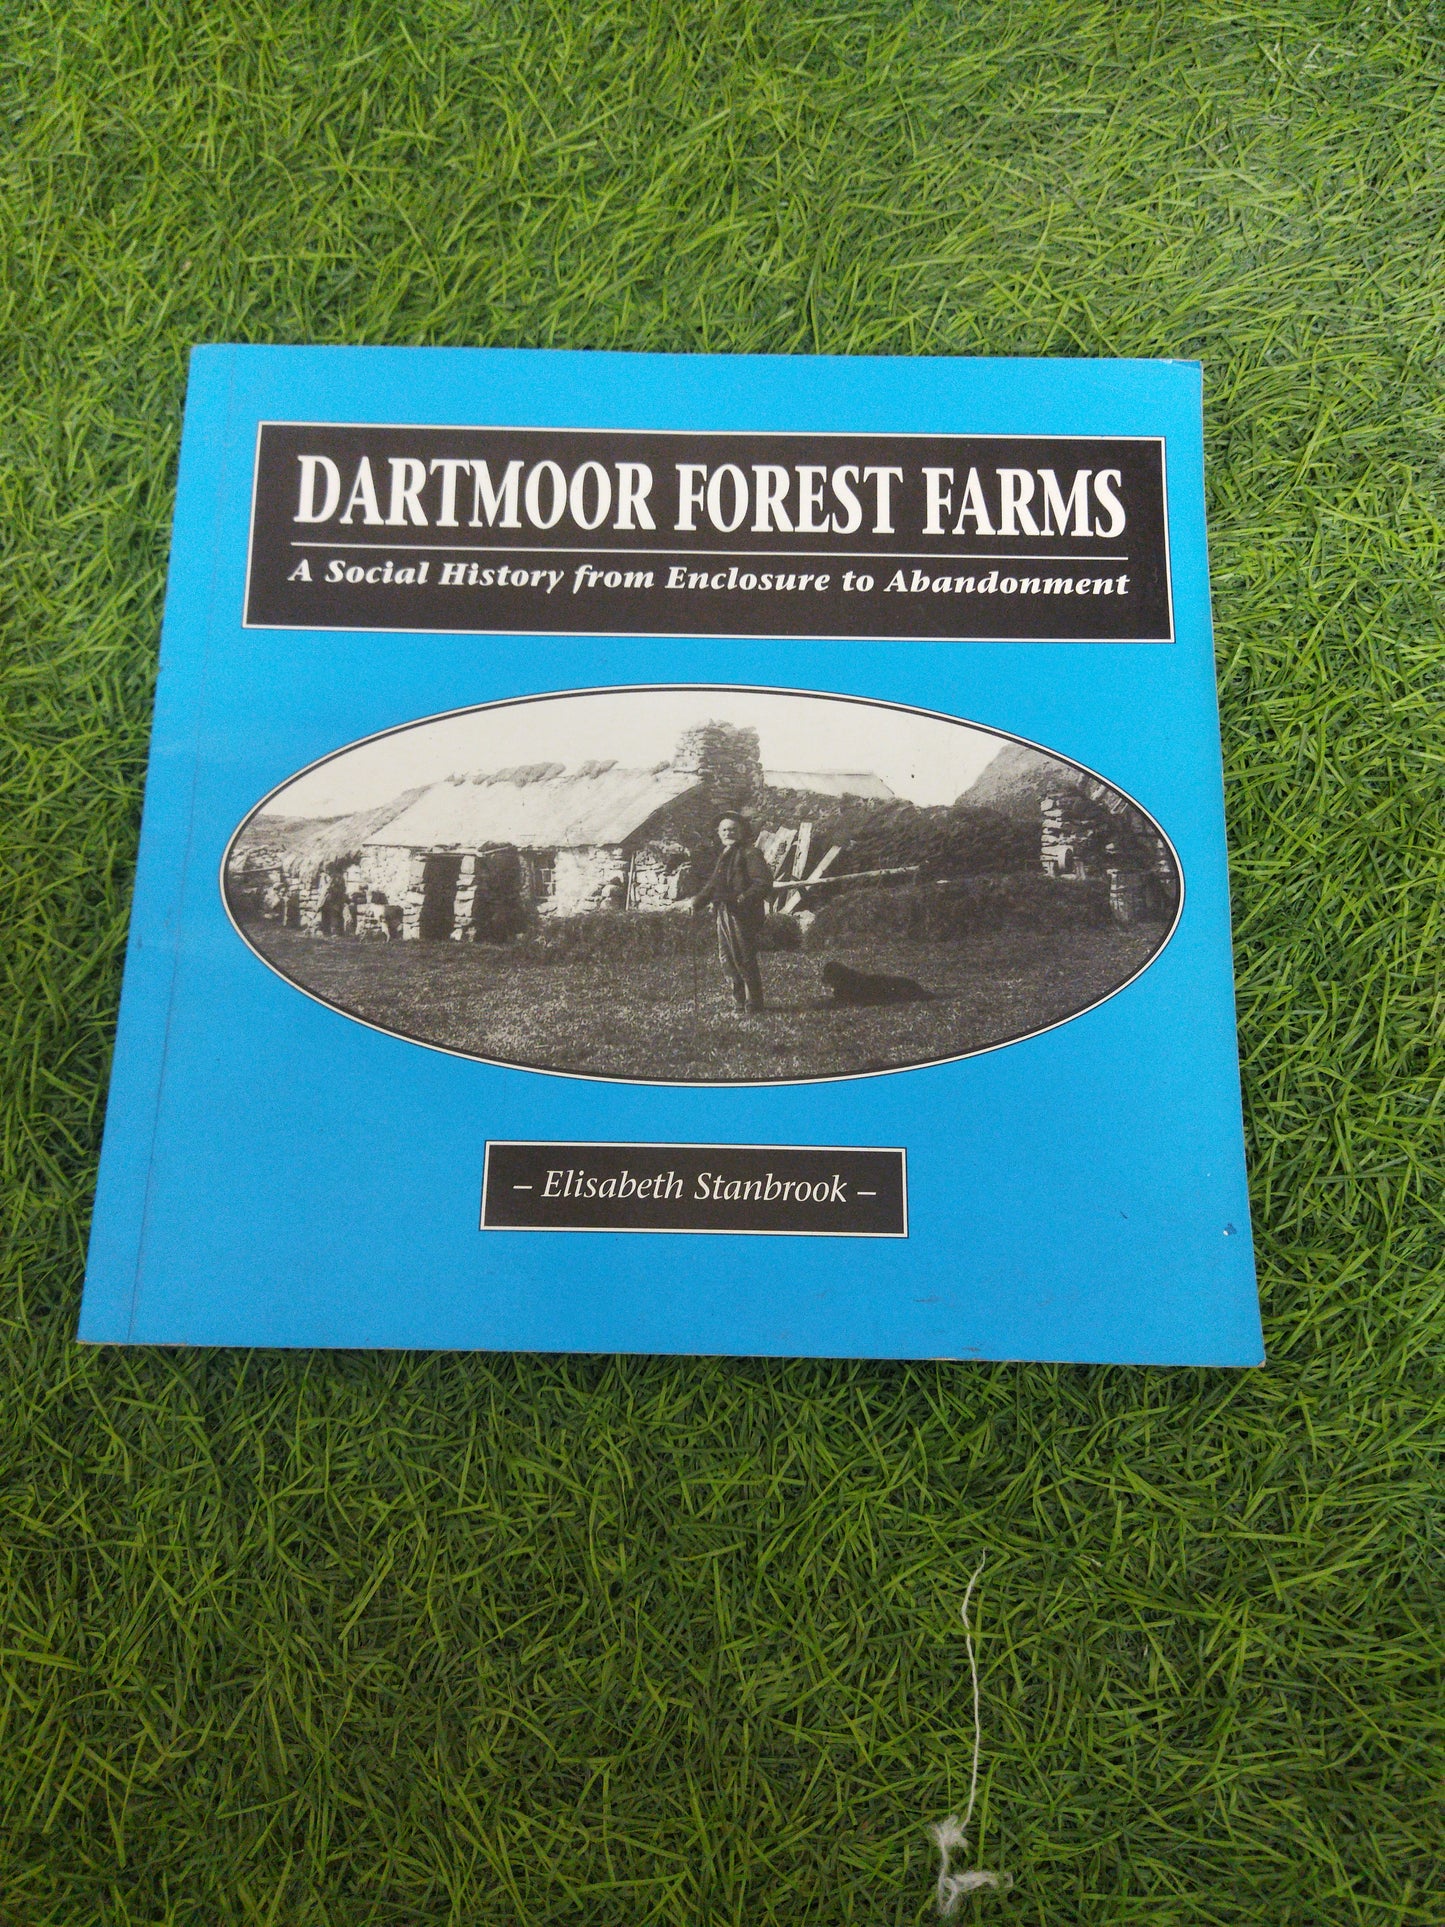 DARTMOOR FOREST FARMS
A Social History from Enclosure to Abandonment
– Elisabeth Stanbrook –